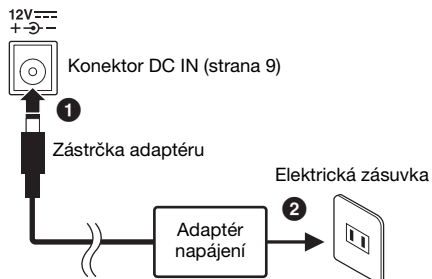 12V
+ -
Konektor DC IN (strana 9)
1
Zástrčka adaptéru
Elektrická zásuvka
2
Adaptér
napájení